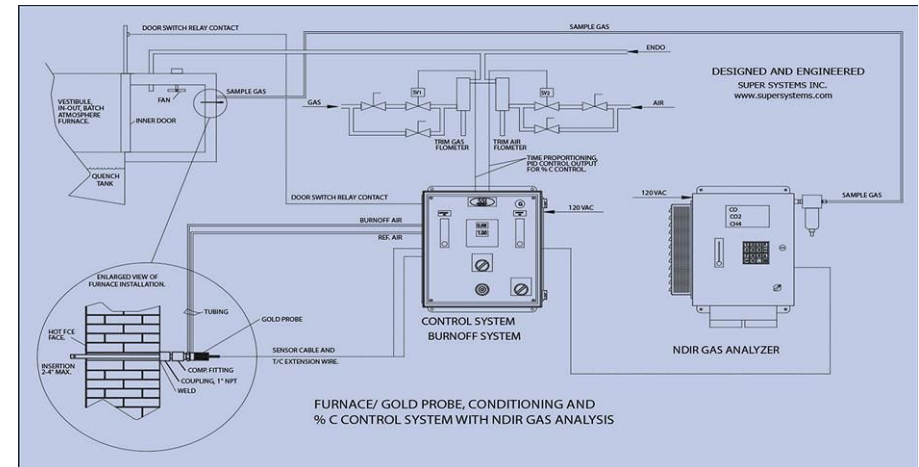 DOOR SWITCH RELAY CONTACT
SAMPLE GAS
ENDO
DESIGNED AND ENGINEERED
SUPER SYSTEMS INC.
www.supersystems.com
SAMPLE GAS
FAN
VESTIBULE,
IN-OUT, BATCH
ATMOSPHERE
FURNACE.
INNER DOOR
GAS
SV1
SV2
AIR
TRIM GAS
FLOMETER
TRIM AIR
FLOMETER
TIME PROPORTIONING,
PID CONTROL OUTPUT
FOR % C CONTROL.
QUENCH
TANK
DOOR SWITCH RELAY CONTACT
120 VAC
120 VAC
SAMPLE GAS
BURNOFF AIR
REF. AIR
CO
CO2
CH4
ENLARGED VIEW OF
FURNACE INSTALLATION.
TUBING
HOT FCE
FACE.
GOLD PROBE
CONTROL SYSTEM
BURNOFF SYSTEM
NDIR GAS ANALYZER
SENSOR CABLE AND
T/C EXTENSION WIRE.
INSERTION
2-4" MAX.
COMP. FITTING
COUPLING, 1" NPT
WELD
FURNACE/ GOLD PROBE, CONDITIONING AND
% C CONTROL SYSTEM WITH NDIR GAS ANALYSIS